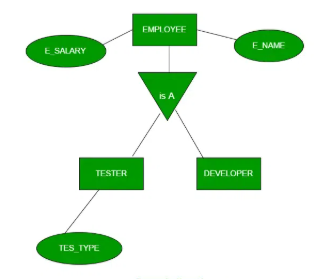 EMPLOYEE
E_SALARY
E_NAME
is A
TESTER
DEVELOPER
TES_TYPE